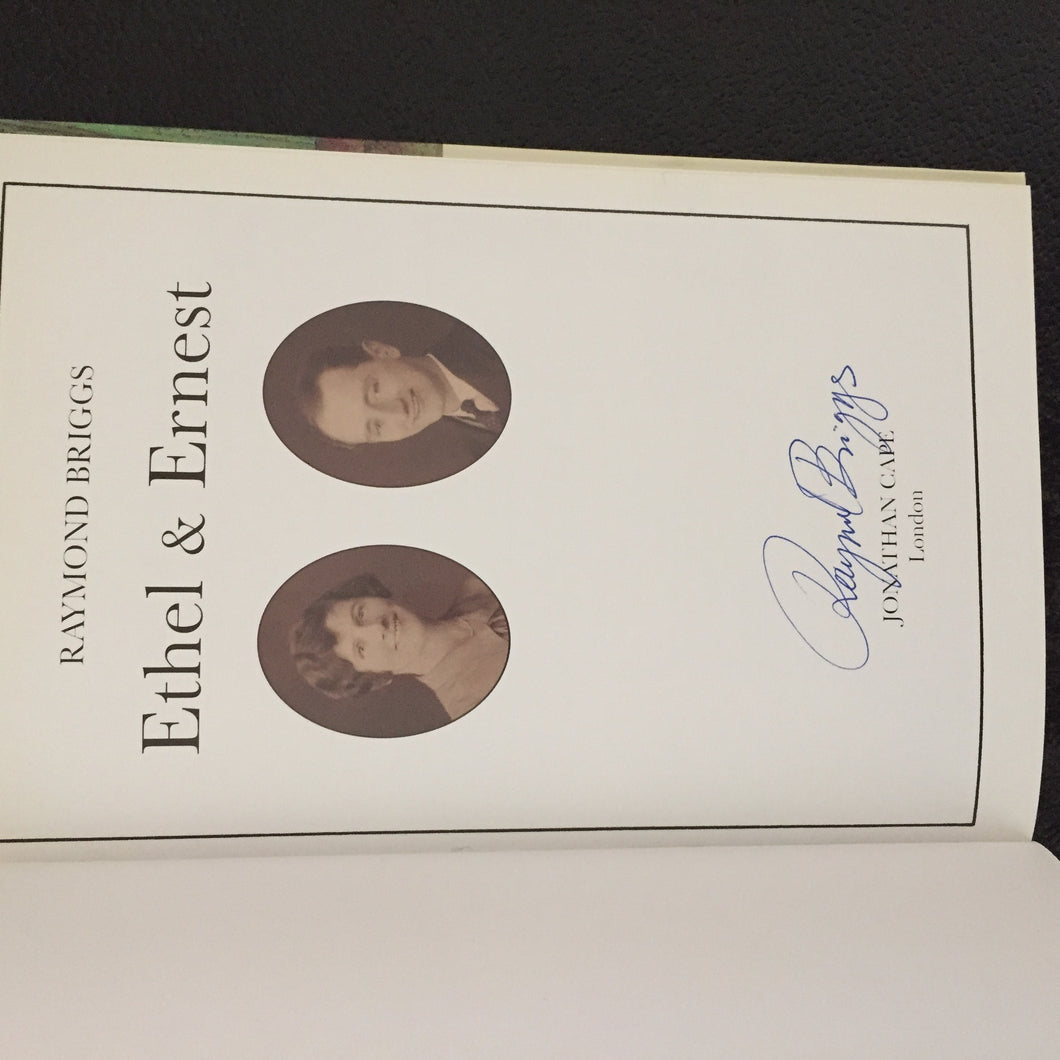 RAYMOND BRIGGS
Ethel & Ernest
Raymond Briggs
JONATHAN CAPE
London